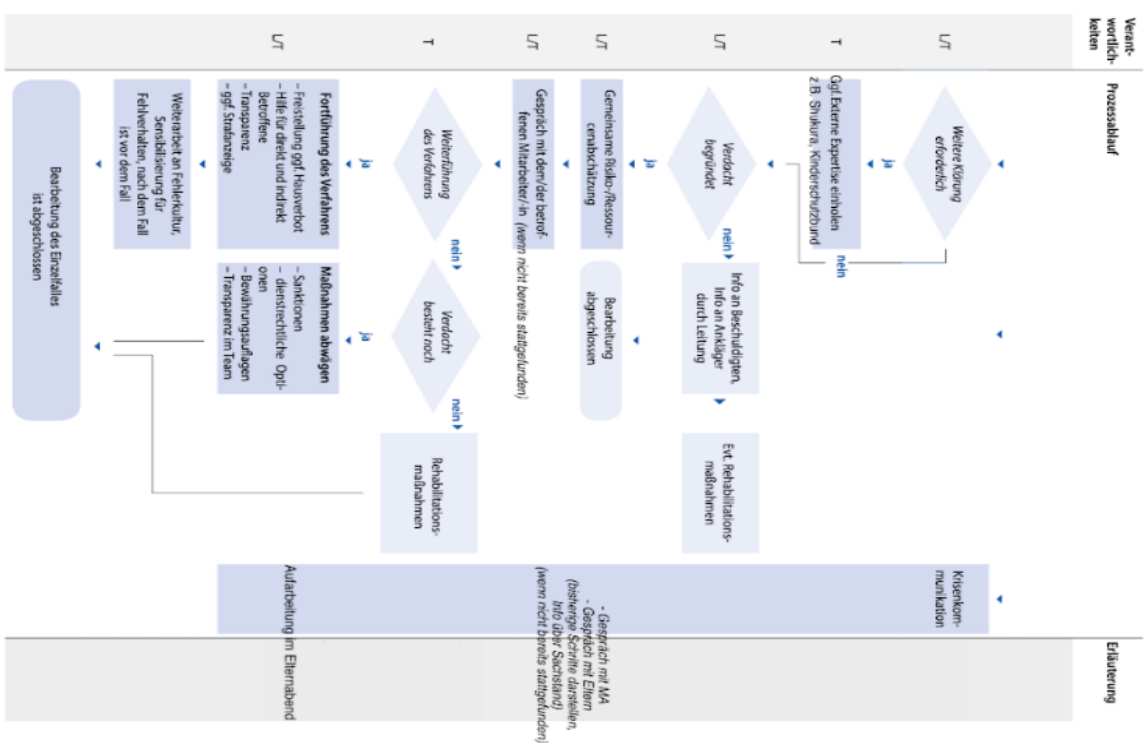 Verant-
wortlich-
keiten
Prozessablauf
Erläuterung
L/T
Weitere Klärung
erforderlich
ja
nein
Krisenkom-
munikation
T
Ggf. Externe Expertise einholen
z.B. Shukura, Kinderschutzbund
L/T
Verdacht
begründet
nein
ja
Info an Beschuldigten,
Info an Ankläger
durch Leitung
Evt. Rehabilitations-
maßnahmen
L/T
Gemeinsame Risiko-/Ressour-
cenabschätzung
Bearbeitung
abgeschlossen
- Gespräch mit MA
- Gespräch mit Eltern
(bisherige Schritte darstellen,
Info über Sachstand)
(wenn nicht bereits stattgefunden)
L/T
Gespräch mit dem/der betrof-
fenen Mitarbeiter/-in (wenn nicht bereits stattgefunden)
T
Weiterführung
des Verfahrens
nein
ja
Verdacht
besteht noch
nein
ja
Rehabilitations-
maßnahmen
L/T
Fortführung des Verfahrens
– Freistellung ggf. Hausverbot
– Hilfe für direkt und indirekt
Betroffene
– Transparenz
– ggf. Strafanzeige
Maßnahmen abwägen
– Sanktionen
– dienstrechtliche Opti-
onen
– Bewährungsauflagen
– Transparenz im Team
Aufarbeitung im Elternabend
Weiterarbeit an Fehlerkultur,
Sensibilisierung für
Fehlverhalten, nach dem Fall
ist vor dem Fall
Bearbeitung des Einzelfalles
ist abgeschlossen